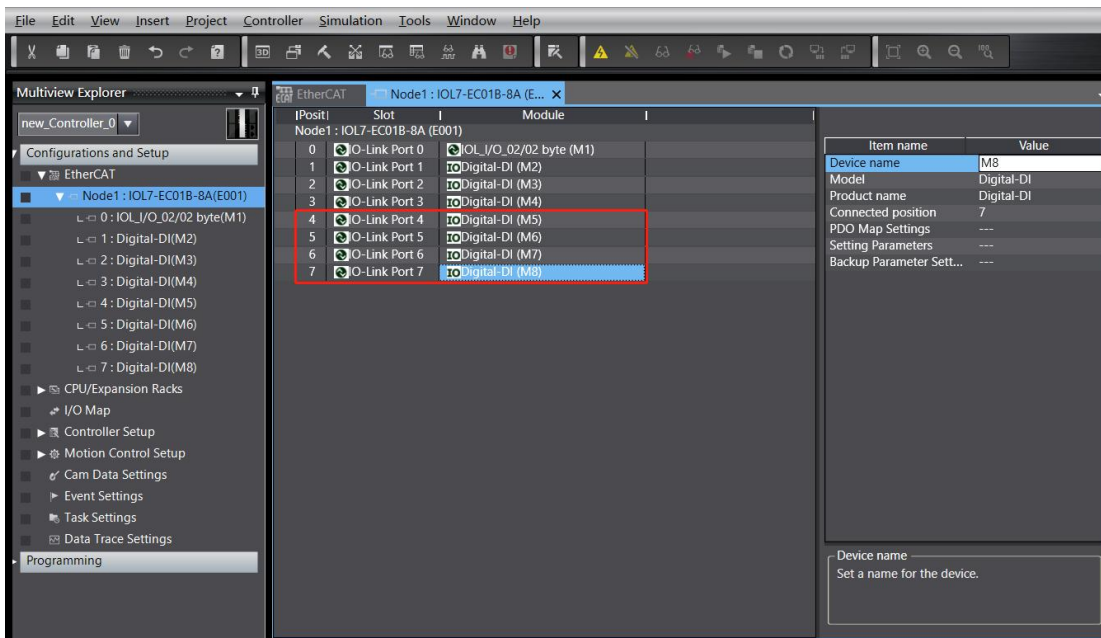 File Edit View Insert Project Controller Simulation Tools Window Help
3D
Multiview Explorer
new_Controller_0
Configurations and Setup
EtherCAT
Node1 : IOL7-EC01B-8A(E001)
0 : IOL_I/O_02/02 byte(M1)
1 : Digital-DI(M2)
2 : Digital-DI(M3)
3 : Digital-DI(M4)
4 : Digital-DI(M5)
5 : Digital-DI(M6)
6 : Digital-DI(M7)
7 : Digital-DI(M8)
CPU/Expansion Racks
I/O Map
Controller Setup
Motion Control Setup
Cam Data Settings
Event Settings
Task Settings
Data Trace Settings
Programming
EtherCAT Node1 : IOL7-EC01B-8A (E...
Posit Slot Module
Node1 : IOL7-EC01B-8A (E001)
0 IO-Link Port 0 IOL_I/O_02/02 byte (M1)
1 IO-Link Port 1 Digital-DI (M2)
2 IO-Link Port 2 Digital-DI (M3)
3 IO-Link Port 3 Digital-DI (M4)
4 IO-Link Port 4 Digital-DI (M5)
5 IO-Link Port 5 Digital-DI (M6)
6 IO-Link Port 6 Digital-DI (M7)
7 IO-Link Port 7 Digital-DI (M8)
Item name Value
Device name M8
Model Digital-DI
Product name Digital-DI
Connected position 7
PDO Map Settings ---
Setting Parameters ---
Backup Parameter Sett... ---
Device name
Set a name for the device.